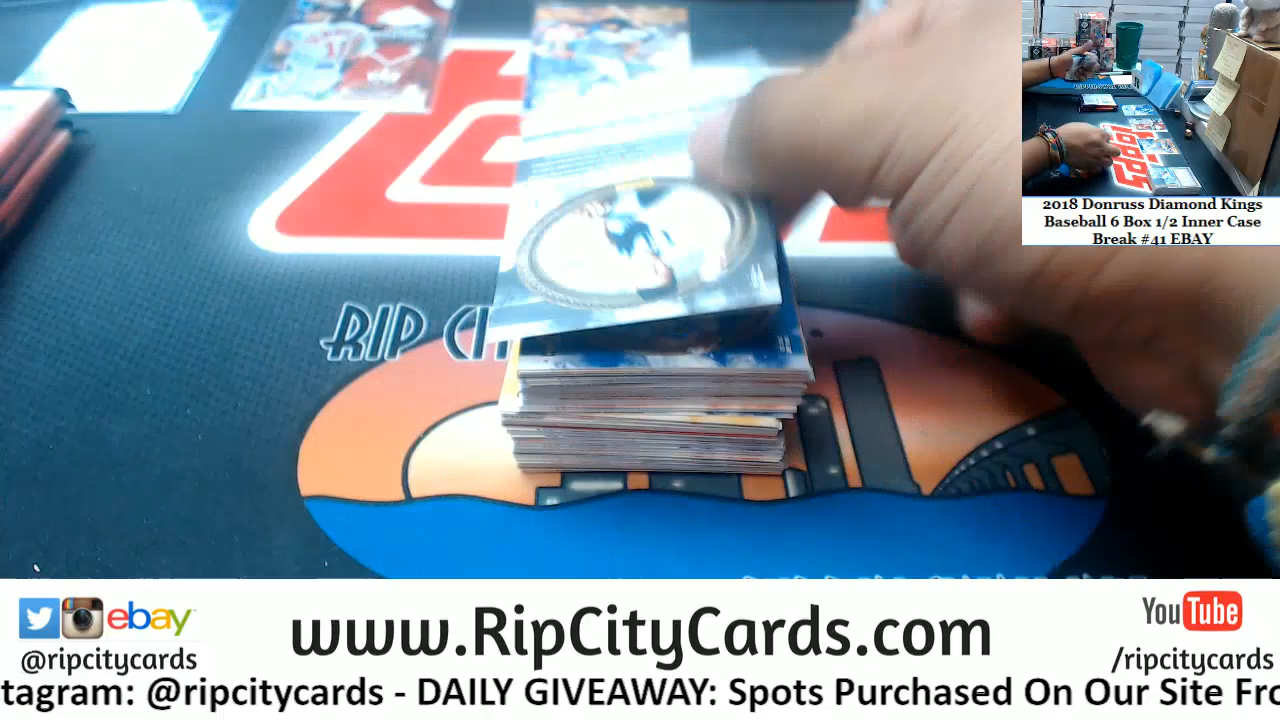 2018 Donruss Diamond Kings
Baseball 6 Box 1/2 Inner Case
Break #41 EBAY
Topps
RIP
ebay
@ripcitycards
www.RipCityCards.com
YouTube
/ripcitycards
tagram: @ripcitycards - DAILY GIVEAWAY: Spots Purchased On Our Site Fro